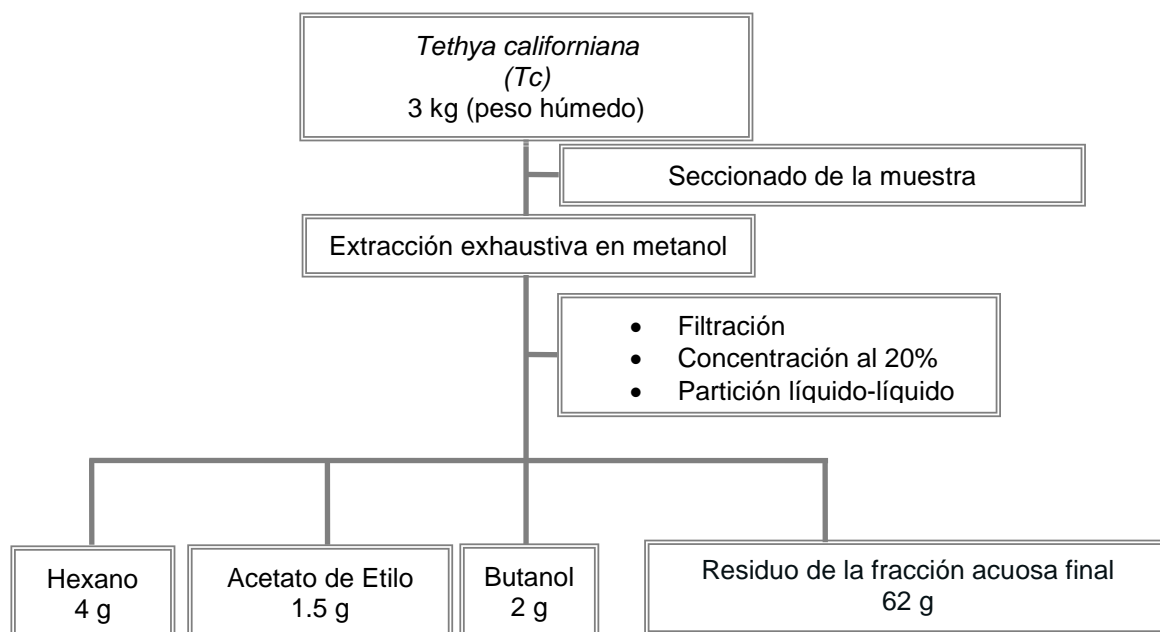 Tethya californiana
(Tc)
3 kg (peso húmedo)
Seccionado de la muestra
Extracción exhaustiva en metanol
• Filtración
• Concentración al 20%
• Partición líquido-líquido
Hexano
4 g
Acetato de Etilo
1.5 g
Butanol
2 g
Residuo de la fracción acuosa final
62 g